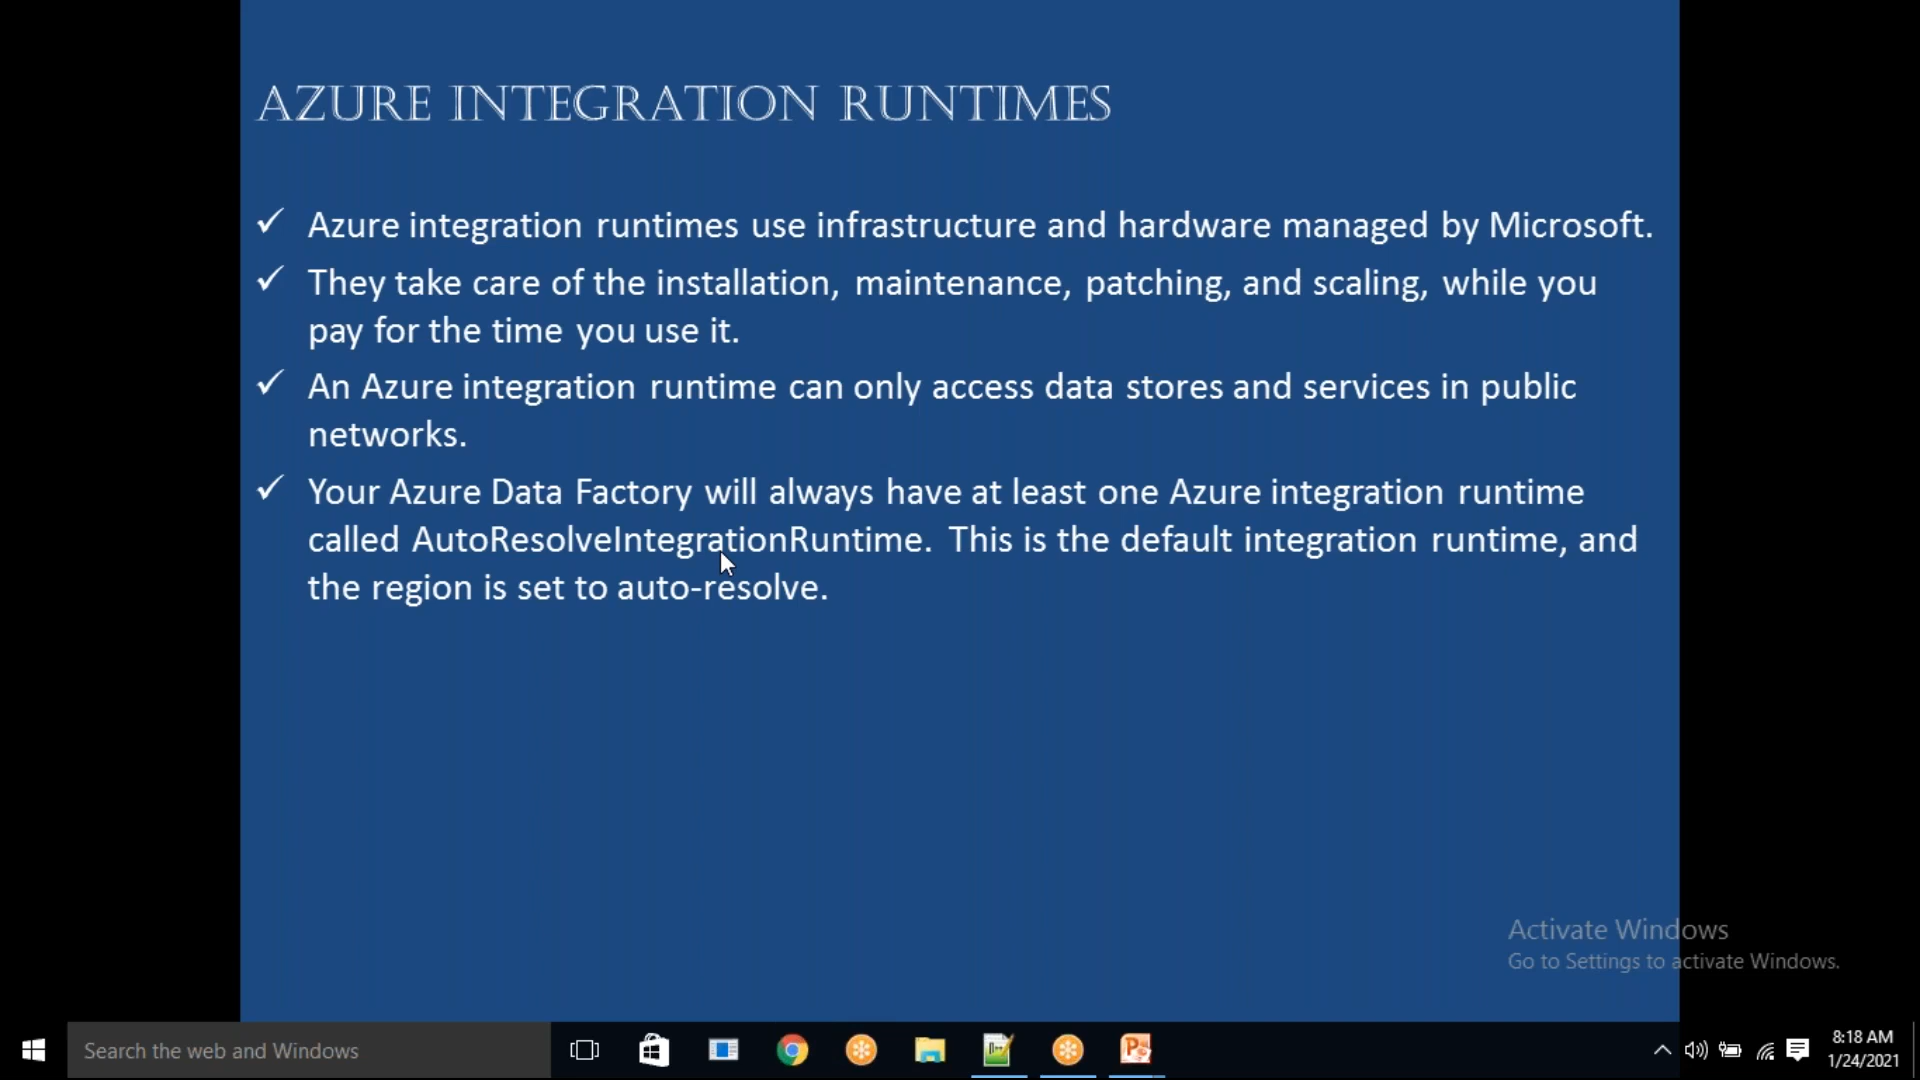 AZURE INTEGRATION RUNTIMES
Azure integration runtimes use infrastructure and hardware managed by Microsoft.
They take care of the installation, maintenance, patching, and scaling, while you
pay for the time you use it.
An Azure integration runtime can only access data stores and services in public
networks.
Your Azure Data Factory will always have at least one Azure integration runtime
called AutoResolveIntegrationRuntime. This is the default integration runtime, and
the region is set to auto-resolve.
Activate Windows
Go to Settings to activate Windows.
Search the web and Windows
8:18 AM
1/24/2021